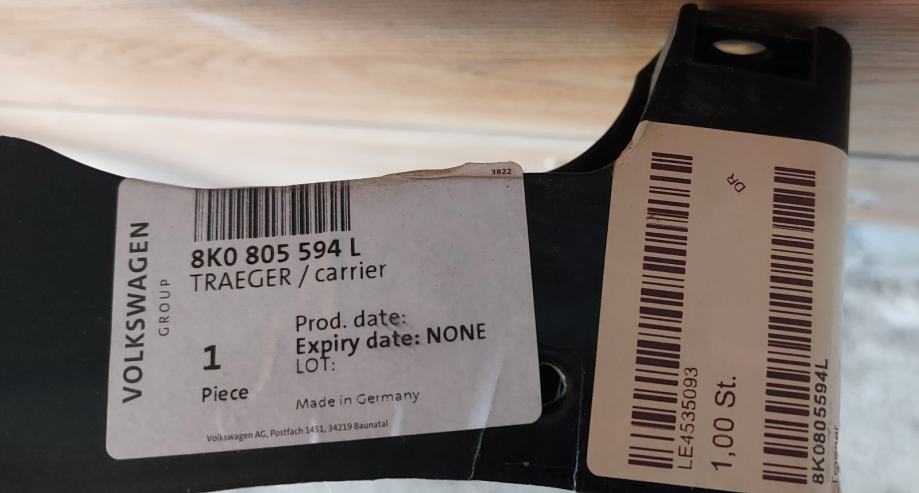 3822
VOLKSWAGEN
GROUP
8K0 805 594 L
TRAEGER / carrier
Prod. date:
Expiry date: NONE
LOT:
1
Piece
Made in Germany
Volkswagen AG, Postfach 1451, 34219 Baunatal
DR
LE4535093
1,00 St.
8K0805594L